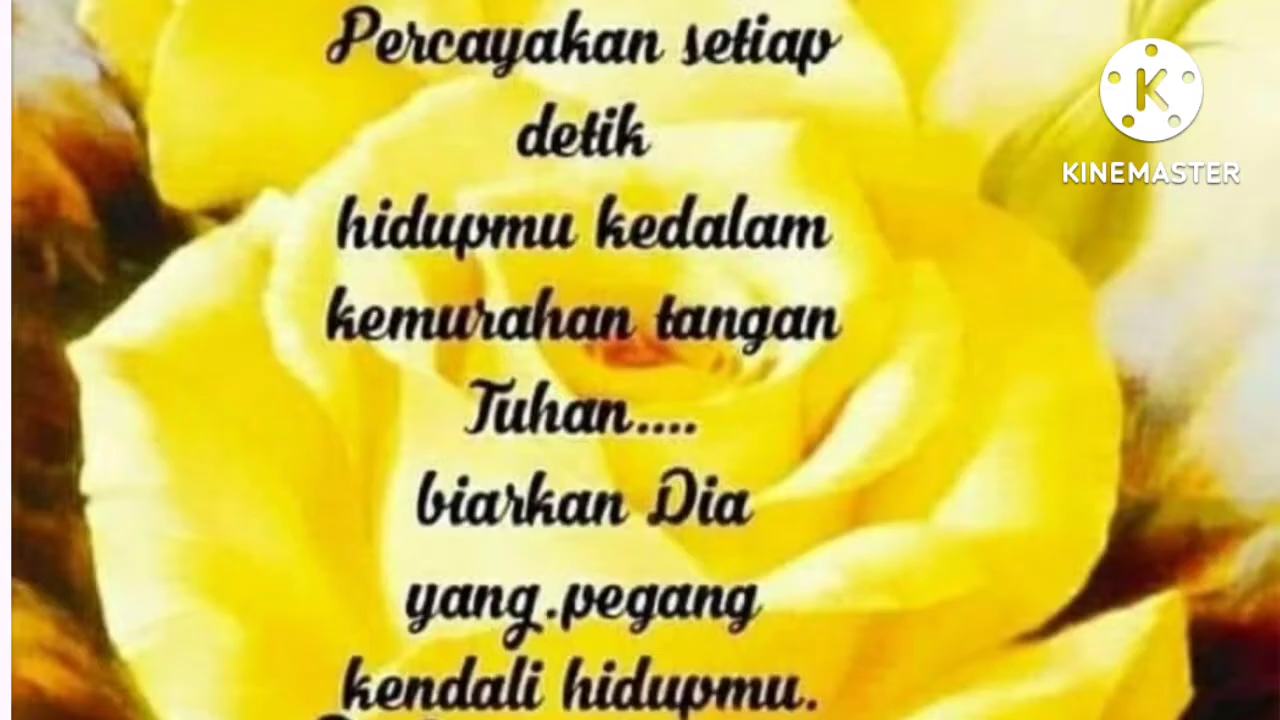 Percayakan setiap
detik
hidupmu kedalam
kemurahan tangan
Tuhan....
biarkan Dia
yang.pegang
kendali hidupmu.
K
KINEMASTER